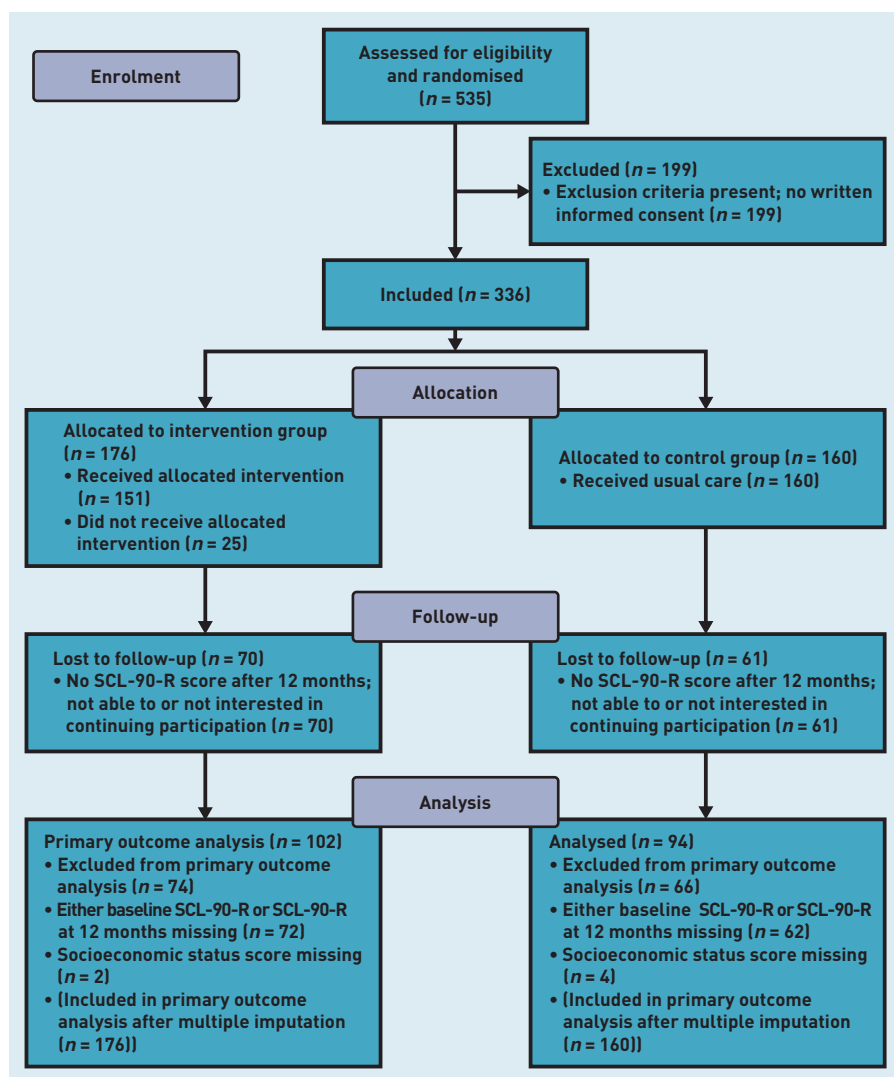 Enrolment
Assessed for eligibility
and randomised
(n = 535)
Excluded (n = 199)
• Exclusion criteria present; no written
informed consent (n = 199)
Included (n = 336)
Allocation
Allocated to intervention group
(n = 176)
• Received allocated intervention
(n = 151)
• Did not receive allocated
intervention (n = 25)
Allocated to control group (n = 160)
• Received usual care (n = 160)
Follow-up
Lost to follow-up (n = 70)
• No SCL-90-R score after 12 months;
not able to or not interested in
continuing participation (n = 70)
Lost to follow-up (n = 61)
• No SCL-90-R score after 12 months;
not able to or not interested in
continuing participation (n = 61)
Analysis
Primary outcome analysis (n = 102)
• Excluded from primary outcome
analysis (n = 74)
• Either baseline SCL-90-R or SCL-90-R
at 12 months missing (n = 72)
• Socioeconomic status score missing
(n = 2)
• (Included in primary outcome
analysis after multiple imputation
(n = 176))
Analysed (n = 94)
• Excluded from primary outcome
analysis (n = 66)
• Either baseline SCL-90-R or SCL-90-R
at 12 months missing (n = 62)
• Socioeconomic status score missing
(n = 4)
• (Included in primary outcome
analysis after multiple imputation
(n = 160))